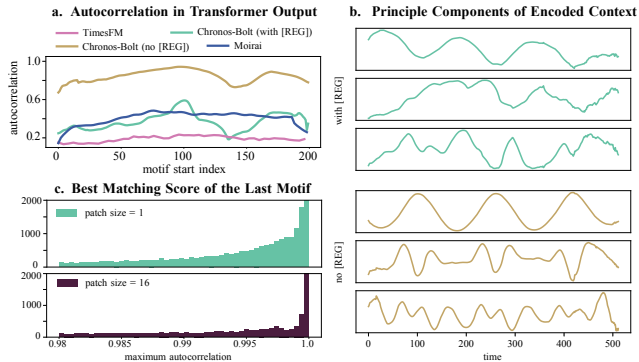 a. Autocorrelation in Transformer Output
TimesFM
Chronos-Bolt (with [REG])
Chronos-Bolt (no [REG])
Moirai
autocorrelation
1.0
0.6
0.2
0
50
100
150
200
motif start index
b. Principle Components of Encoded Context
with [REG]
no [REG]
0
100
200
300
400
500
time
c. Best Matching Score of the Last Motif
2000
1000
0
patch size = 1
2000
1000
0
patch size = 16
0.98
0.985
0.99
0.995
1.0
maximum autocorrelation